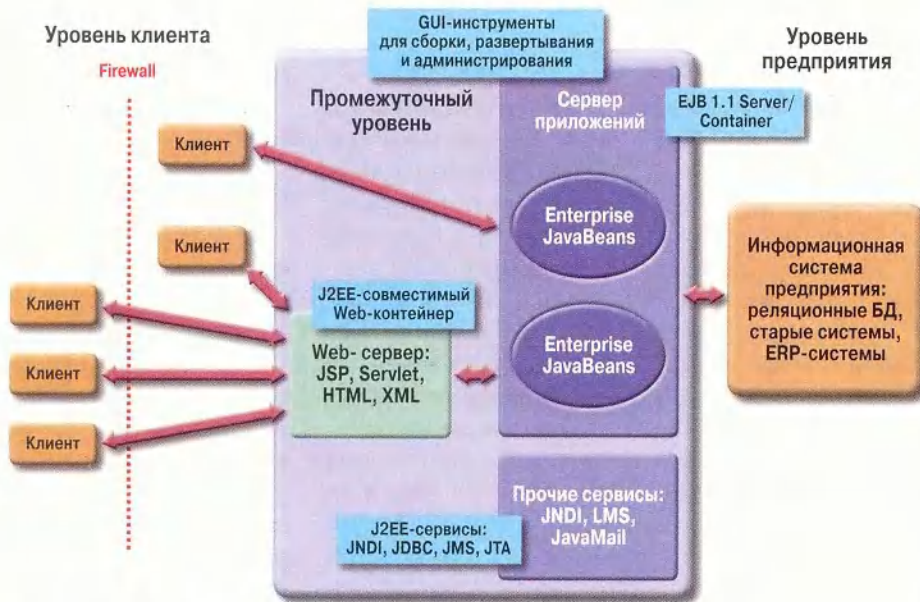 GUI-инструменты
для сборки, развертывания
и администрирования
Уровень клиента
Firewall
Уровень
предприятия
Промежуточный
уровень
Сервер
приложений
EJB 1.1 Server/
Container
Клиент
Клиент
Клиент
Клиент
Клиент
Enterprise
JavaBeans
J2EE-совместимый
Web-контейнер
Web- сервер:
JSP, Servlet,
HTML, XML
Enterprise
JavaBeans
Информационная
система
предприятия:
реляционные БД,
старые системы,
ERP-системы
Прочие сервисы:
JNDI, LMS,
JavaMail
J2EE-сервисы:
JNDI, JDBC, JMS, JTA